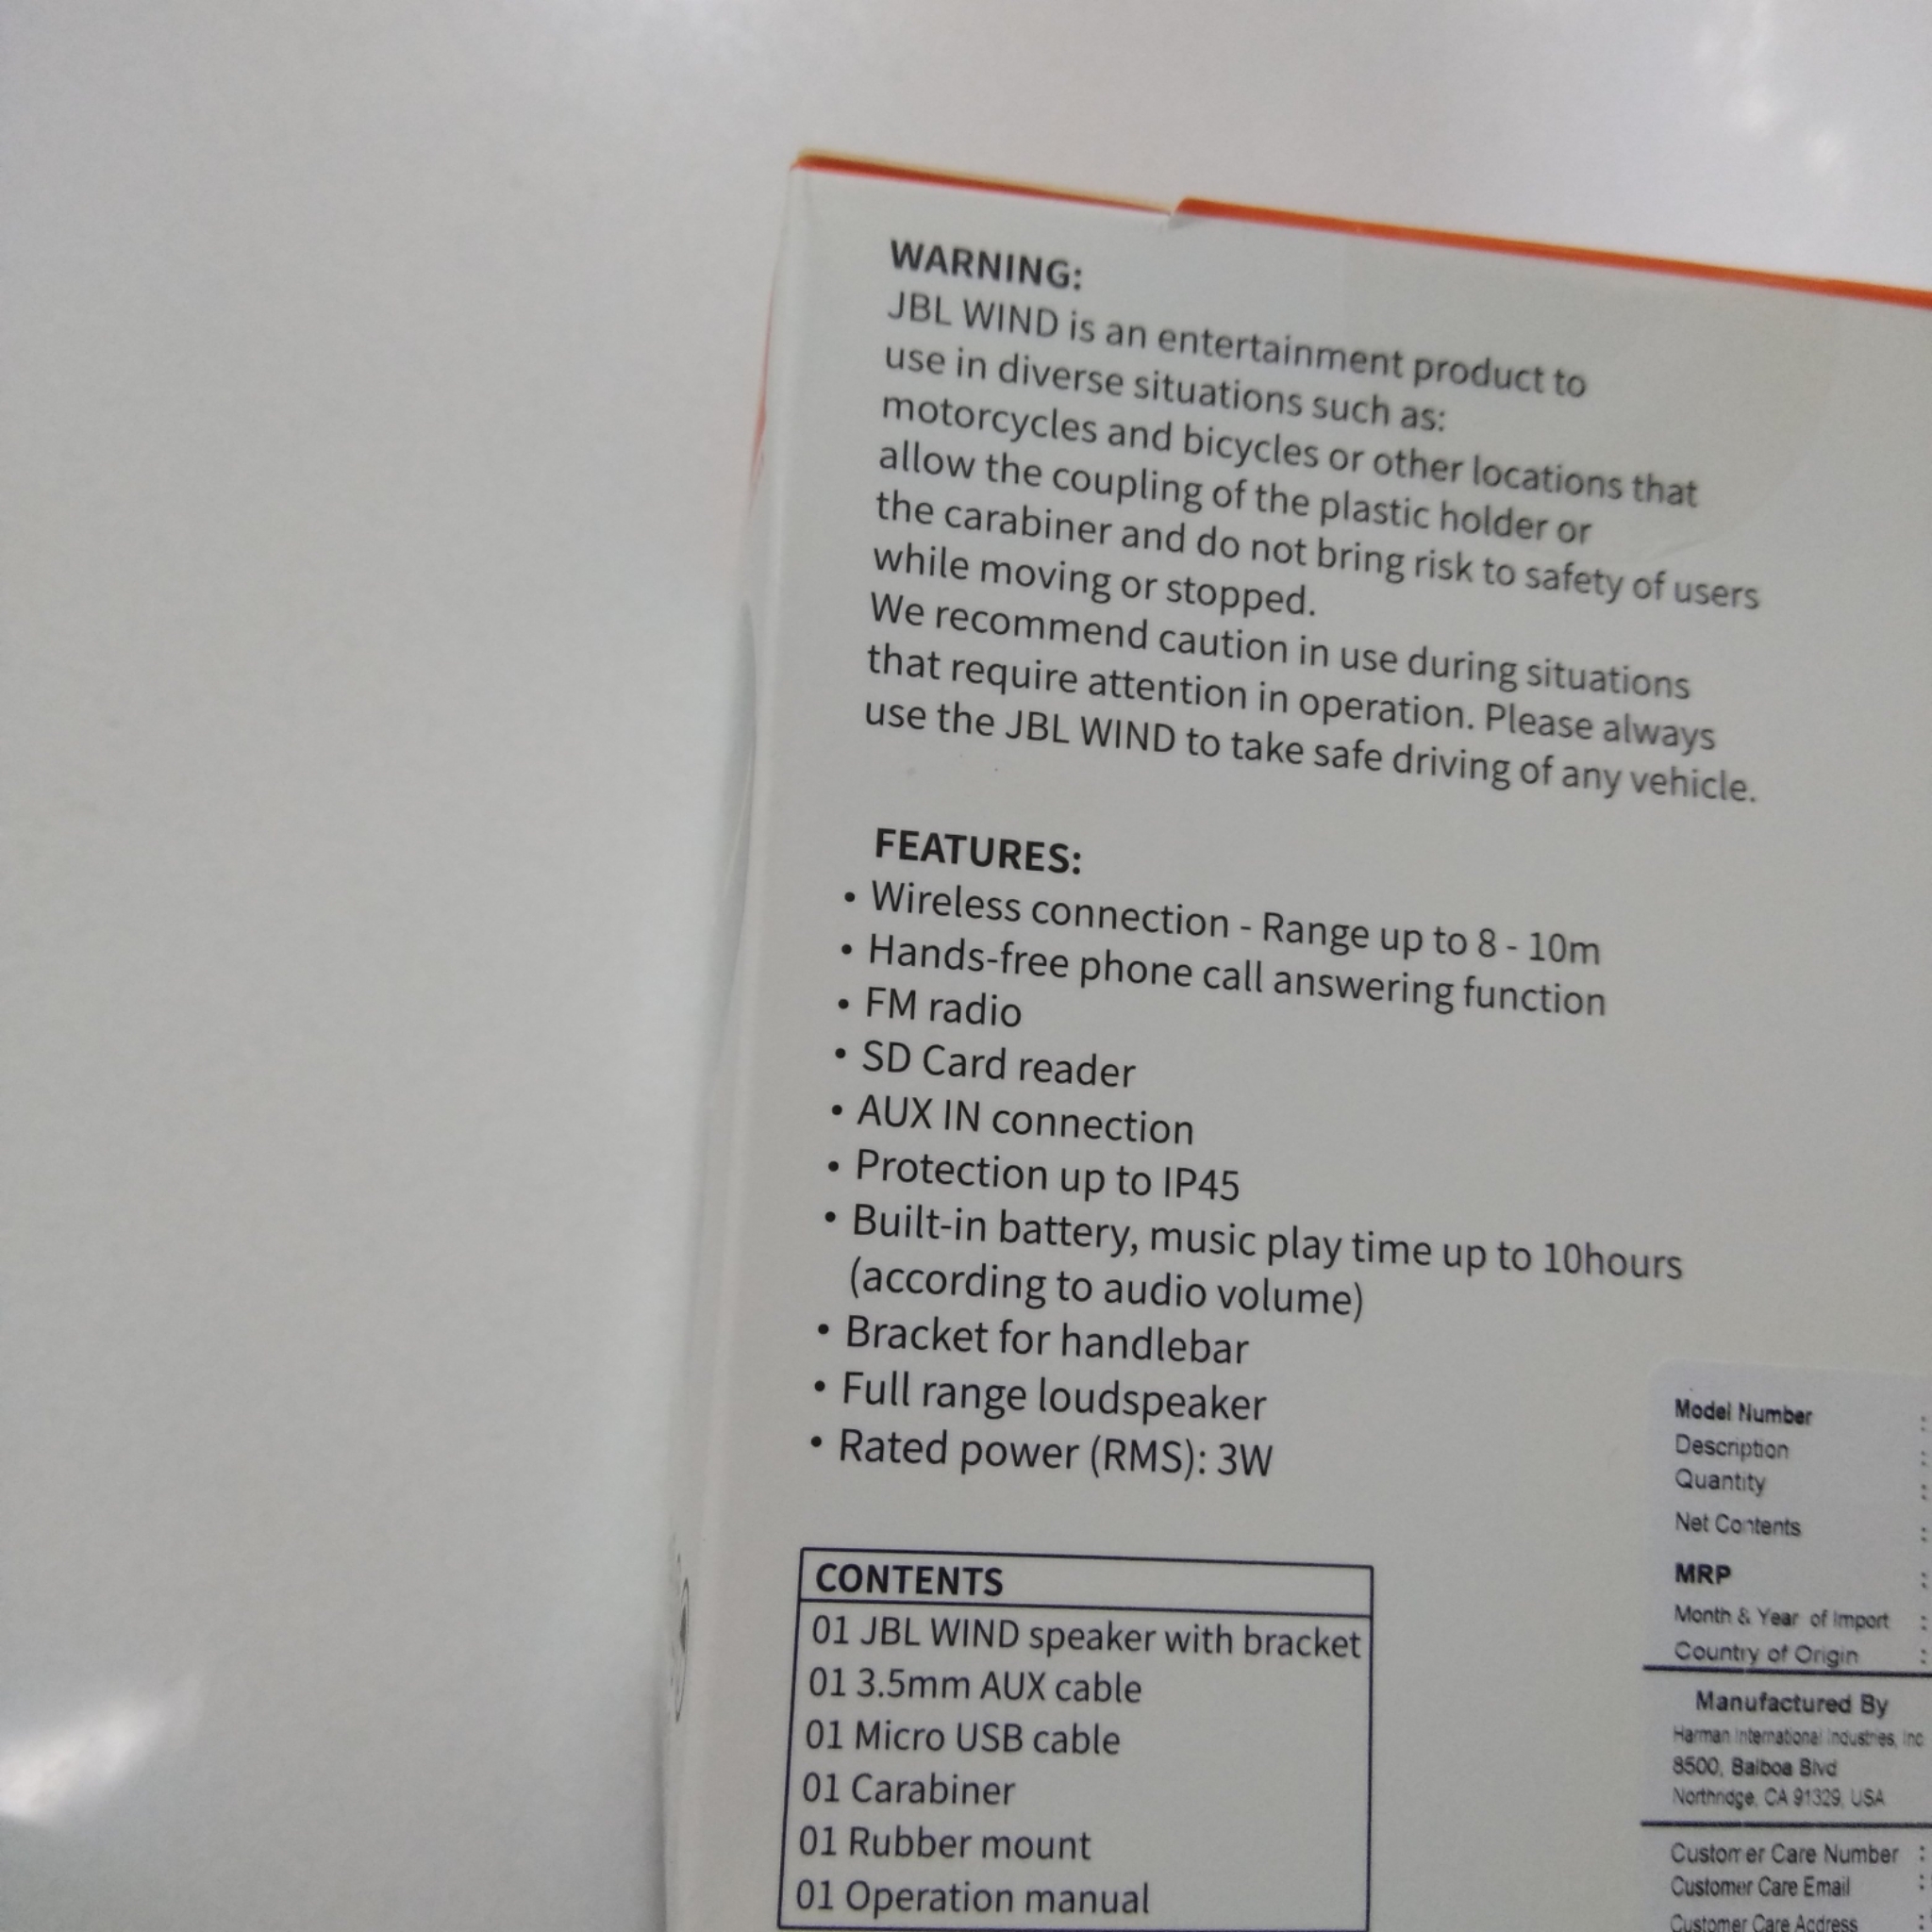 WARNING:
JBL WIND is an entertainment product to
use in diverse situations such as:
motorcycles and bicycles or other locations that
allow the coupling of the plastic holder or
the carabiner and do not bring risk to safety of users
while moving or stopped.
We recommend caution in use during situations
that require attention in operation. Please always
use the JBL WIND to take safe driving of any vehicle.
FEATURES:
• Wireless connection - Range up to 8 - 10m
• Hands-free phone call answering function
• FM radio
• SD Card reader
• AUX IN connection
• Protection up to IP45
• Built-in battery, music play time up to 10hours
(according to audio volume)
• Bracket for handlebar
• Full range loudspeaker
• Rated power (RMS): 3W
CONTENTS
01 JBL WIND speaker with bracket
01 3.5mm AUX cable
01 Micro USB cable
01 Carabiner
01 Rubber mount
01 Operation manual
Model Number :
Description :
Quantity :
Net Contents :
MRP :
Month & Year of Import :
Country of Origin :
Manufactured By
Harman International Industries, Inc
8500, Balboa Blvd
Northridge, CA 91329, USA
Customer Care Number :
Customer Care Email :
Customer Care Address